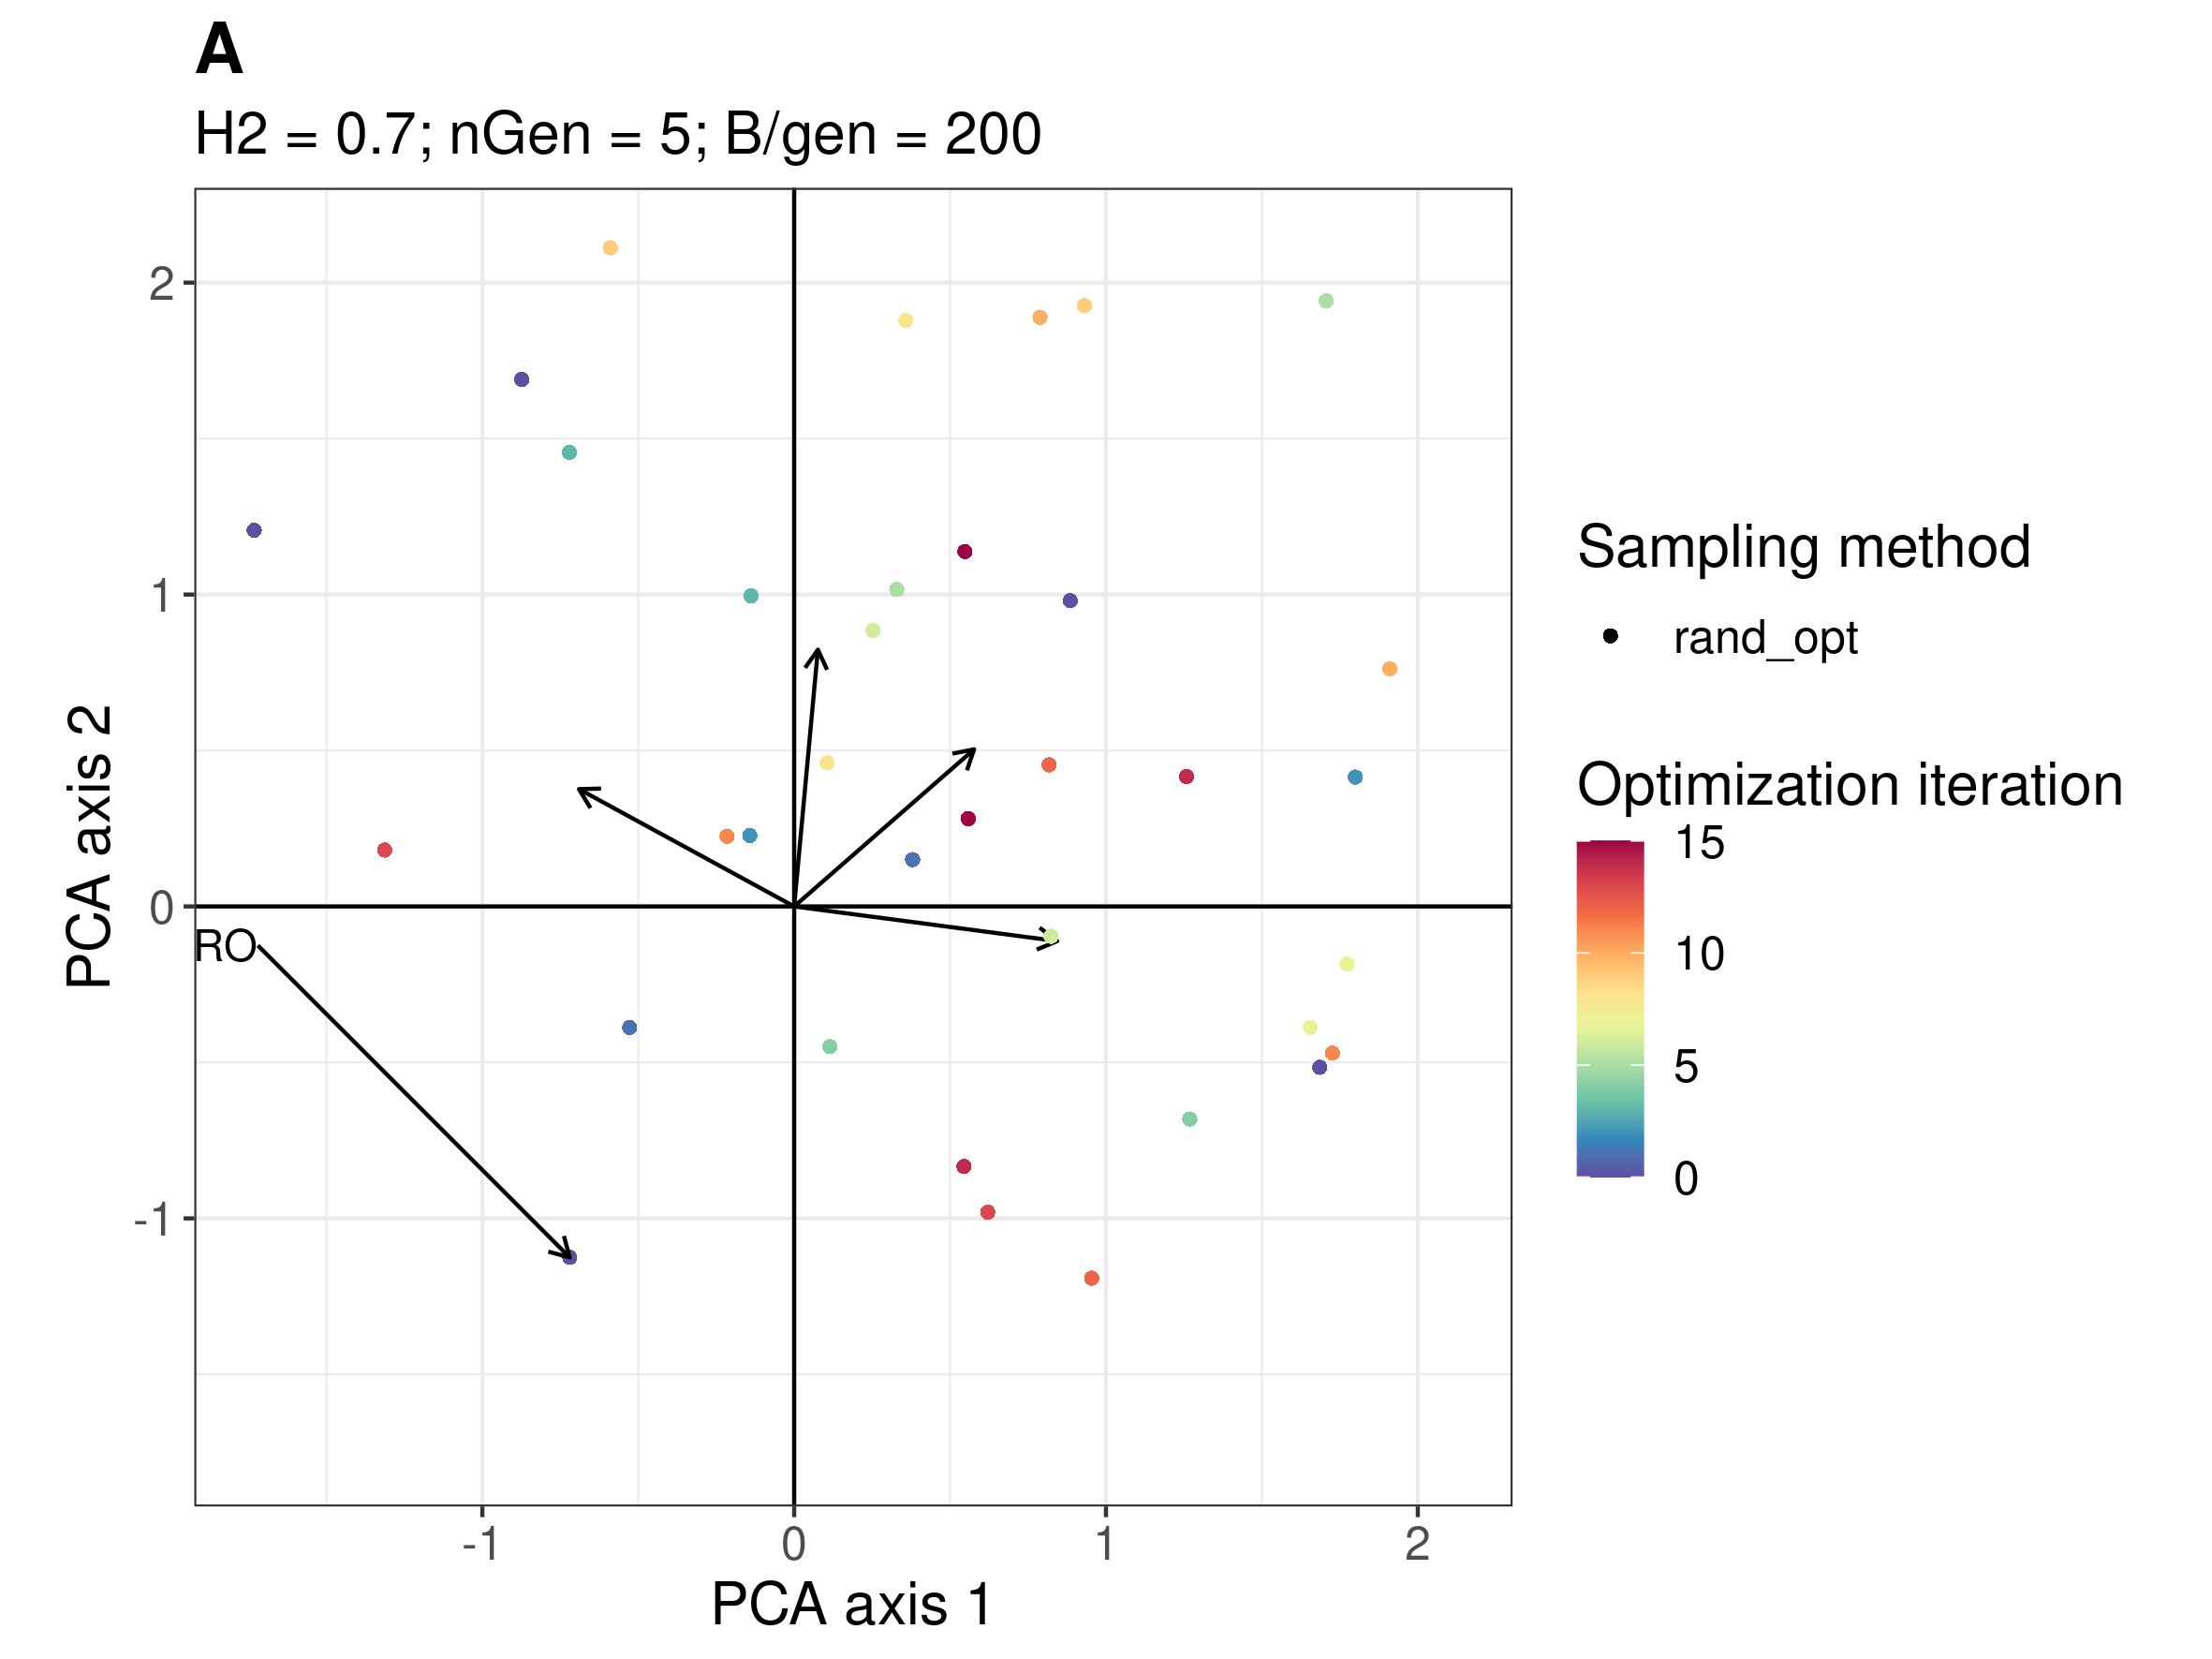 A
H2 = 0.7; nGen = 5; B/gen = 200
2
1
0
-1
PCA axis 2
RO
-1
0
1
2
PCA axis 1
Sampling method
rand_opt
Optimization iteration
15
10
5
0